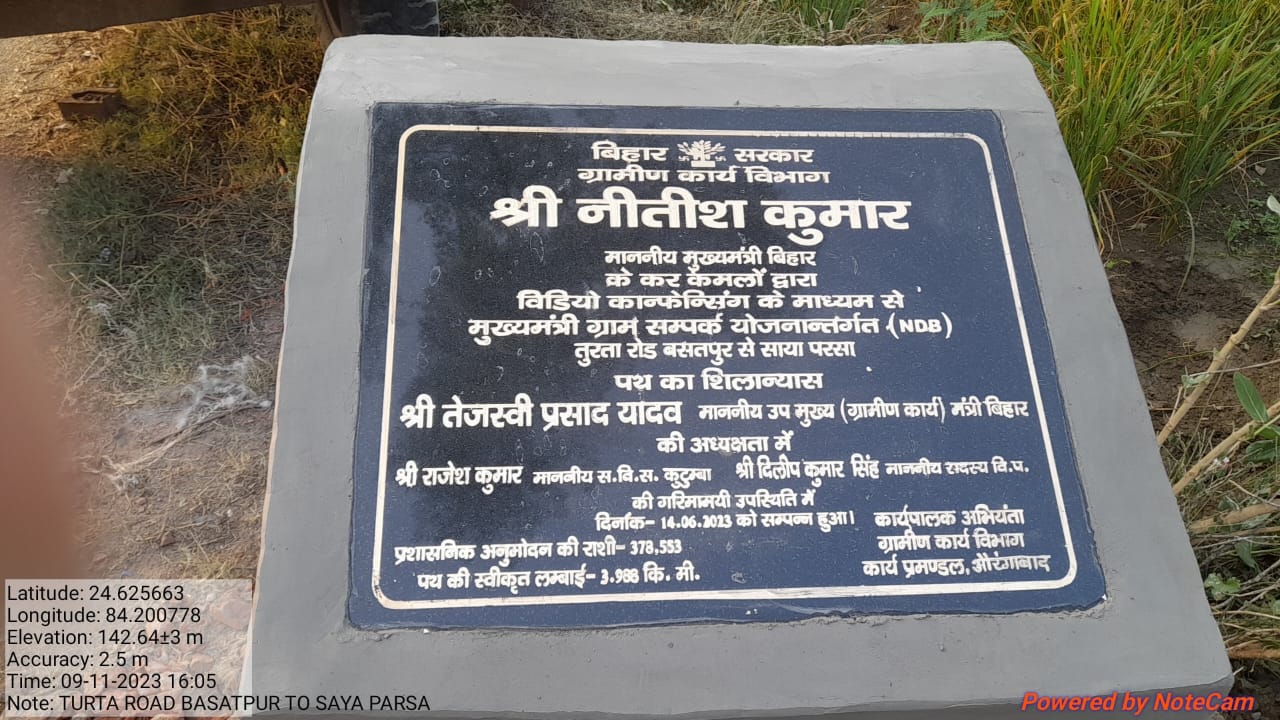 बिहार सरकार
ग्रामीण कार्य विभाग
श्री नीतीश कुमार
माननीय मुख्यमंत्री बिहार
के कर कमलों द्वारा
विडियो कान्फेन्सिंग के माध्यम से
मुख्यमंत्री ग्राम सम्पर्क योजनान्तर्गत (NDB)
तुरता रोड बसतपुर से साया परसा
पथ का शिलान्यास
श्री तेजस्वी प्रसाद यादव माननीय उप मुख्य (ग्रामीण कार्य) मंत्री बिहार
की अध्यक्षता में
श्री राजेश कुमार माननीय स.बि.स. कुटुम्बा श्री दिलीप कुमार सिंह माननीय सदस्य वि.प.
की गरिमामयी उपस्थिति में
दिनांक- 14.06.2023 को सम्पन्न हुआ।
प्रशासनिक अनुमोदन की राशी- 378,553
पथ की स्वीकृत लम्बाई- 3.988 कि. मी.
कार्यपालक अभियंता
ग्रामीण कार्य विभाग
कार्य प्रमण्डल, औरंगाबाद
Latitude: 24.625663
Longitude: 84.200778
Elevation: 142.64±3 m
Accuracy: 2.5 m
Time: 09-11-2023 16:05
Note: TURTA ROAD BASATPUR TO SAYA PARSA
Powered by NoteCam